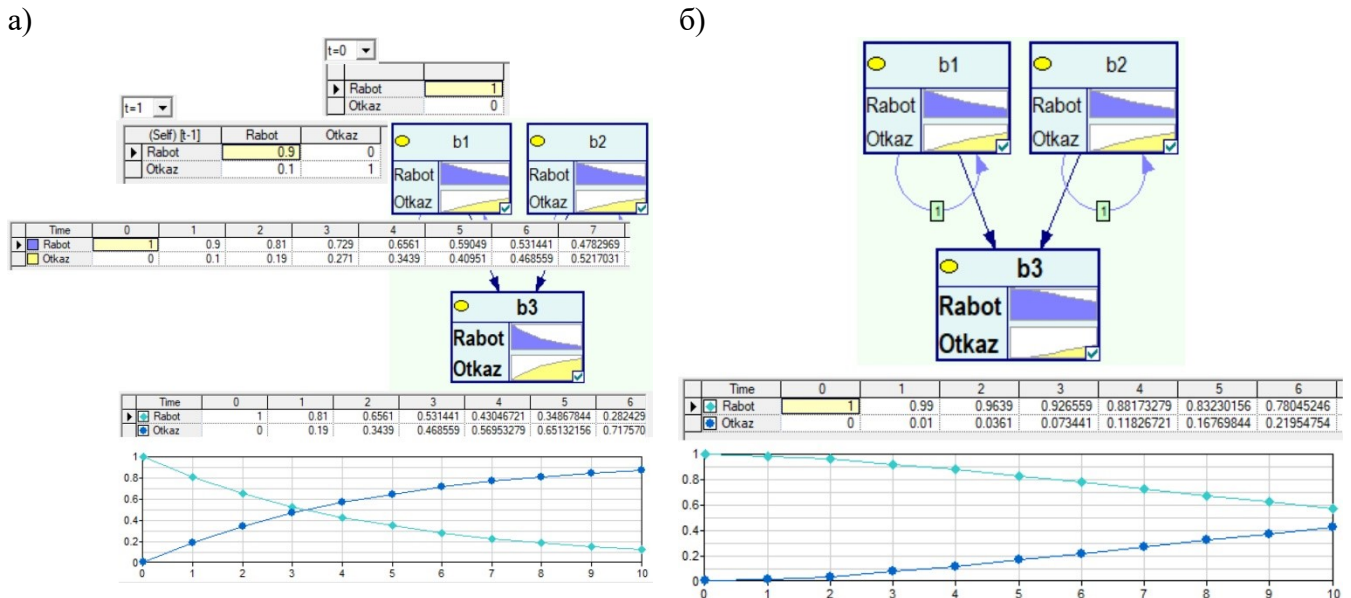 а)
t=0
Rabot 1
Otkaz 0
t=1
(Self) [t-1] Rabot Otkaz
Rabot 0.9 0
Otkaz 0.1 1
b1 b2
Rabot Rabot
Otkaz Otkaz
Time 0 1 2 3 4 5 6 7
Rabot 1 0.9 0.81 0.729 0.6561 0.59049 0.531441 0.4782969
Otkaz 0 0.1 0.19 0.271 0.3439 0.40951 0.468559 0.5217031
b3
Rabot
Otkaz
Time 0 1 2 3 4 5 6
Rabot 1 0.81 0.6561 0.531441 0.43046721 0.34867844 0.282429
Otkaz 0 0.19 0.3439 0.468559 0.56953279 0.65132156 0.717570
1
0.8
0.6
0.4
0.2
0
0 1 2 3 4 5 6 7 8 9 10
б)
b1 b2
Rabot Rabot
Otkaz Otkaz
1 1
b3
Rabot
Otkaz
Time 0 1 2 3 4 5 6
Rabot 1 0.99 0.9639 0.926559 0.88173279 0.83230156 0.78045246
Otkaz 0 0.01 0.0361 0.073441 0.11826721 0.16769844 0.21954754
1
0.8
0.6
0.4
0.2
0
0 1 2 3 4 5 6 7 8 9 10